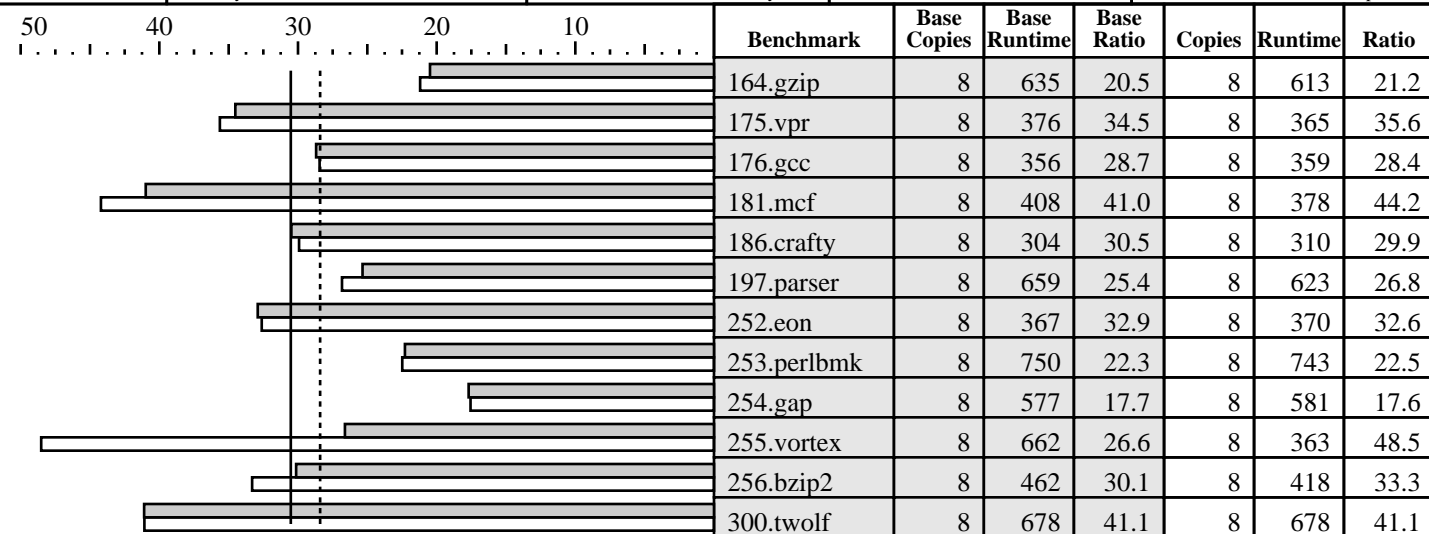 50 40 30 20 10
Benchmark Base Copies Base Runtime Base Ratio Copies Runtime Ratio
164.gzip 8 635 20.5 8 613 21.2
175.vpr 8 376 34.5 8 365 35.6
176.gcc 8 356 28.7 8 359 28.4
181.mcf 8 408 41.0 8 378 44.2
186.crafty 8 304 30.5 8 310 29.9
197.parser 8 659 25.4 8 623 26.8
252.eon 8 367 32.9 8 370 32.6
253.perlbmk 8 750 22.3 8 743 22.5
254.gap 8 577 17.7 8 581 17.6
255.vortex 8 662 26.6 8 363 48.5
256.bzip2 8 462 30.1 8 418 33.3
300.twolf 8 678 41.1 8 678 41.1